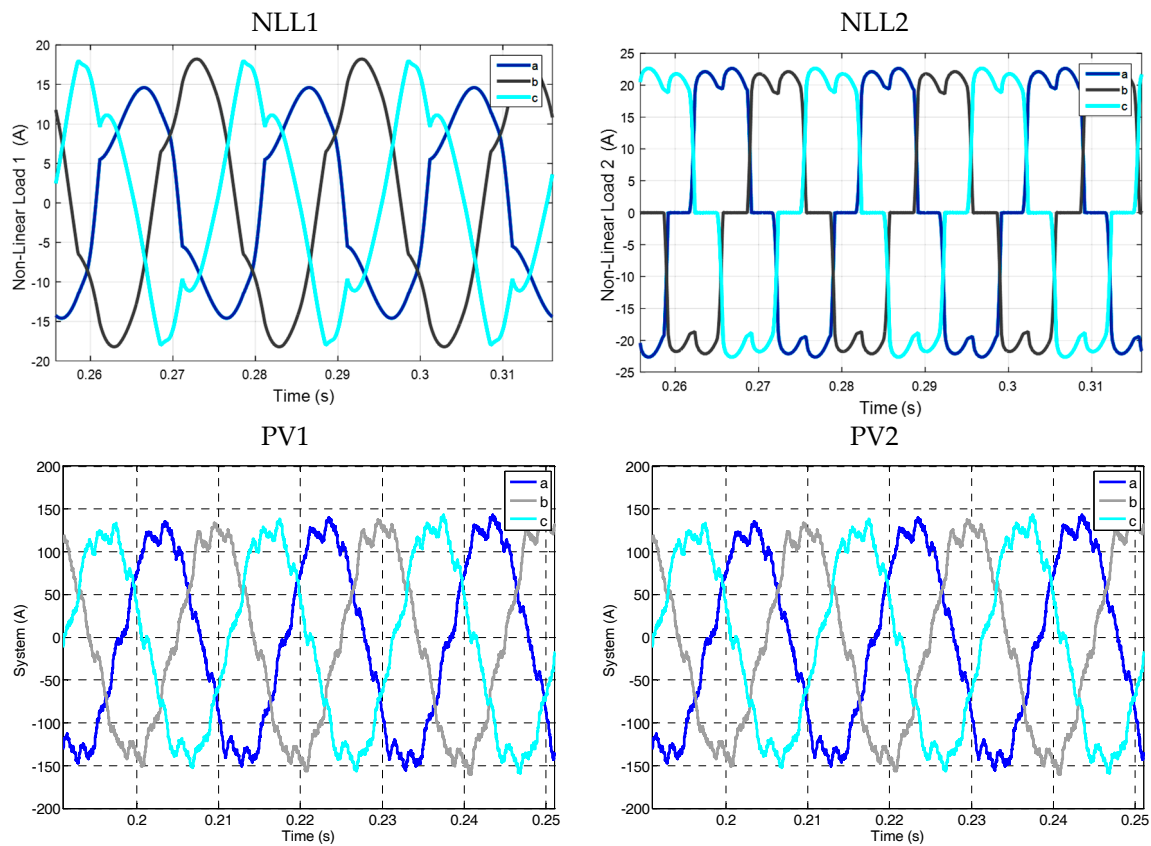 NLL1
NLL2
Non-Linear Load 1 (A)
20
15
10
5
0
-5
-10
-15
-20
a
b
c
0.26
0.27
0.28
0.29
0.3
0.31
Time (s)
Non-Linear Load 2 (A)
25
20
15
10
5
0
-5
-10
-15
-20
-25
a
b
c
0.26
0.27
0.28
0.29
0.3
0.31
Time (s)
PV1
PV2
System (A)
200
150
100
50
0
-50
-100
-150
-200
a
b
c
0.2
0.21
0.22
0.23
0.24
0.25
Time (s)
System (A)
200
150
100
50
0
-50
-100
-150
-200
a
b
c
0.2
0.21
0.22
0.23
0.24
0.25
Time (s)